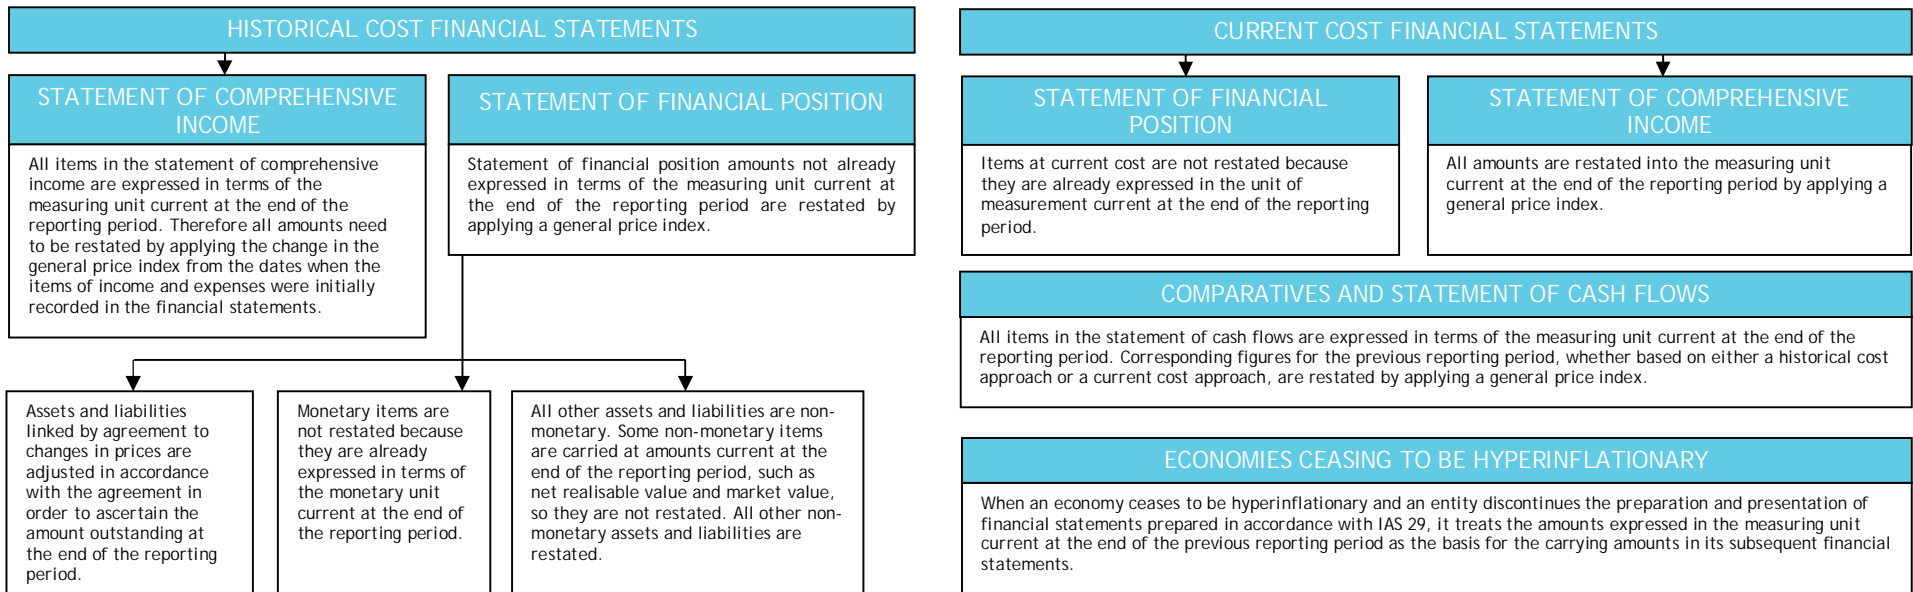 HISTORICAL COST FINANCIAL STATEMENTS
STATEMENT OF COMPREHENSIVE
INCOME
All items in the statement of comprehensive
income are expressed in terms of the
measuring unit current at the end of the
reporting period. Therefore all amounts need
to be restated by applying the change in the
general price index from the dates when the
items of income and expenses were initially
recorded in the financial statements.
STATEMENT OF FINANCIAL POSITION
Statement of financial position amounts not already
expressed in terms of the measuring unit current at
the end of the reporting period are restated by
applying a general price index.
Assets and liabilities
linked by agreement to
changes in prices are
adjusted in accordance
with the agreement in
order to ascertain the
amount outstanding at
the end of the reporting
period.
Monetary items are
not restated because
they are already
expressed in terms of
the monetary unit
current at the end of
the reporting period.
All other assets and liabilities are non-
monetary. Some non-monetary items
are carried at amounts current at the
end of the reporting period, such as
net realisable value and market value,
so they are not restated. All other non-
monetary assets and liabilities are
restated.
CURRENT COST FINANCIAL STATEMENTS
STATEMENT OF FINANCIAL
POSITION
Items at current cost are not restated because
they are already expressed in the unit of
measurement current at the end of the reporting
period.
STATEMENT OF COMPREHENSIVE
INCOME
All amounts are restated into the measuring unit
current at the end of the reporting period by applying a
general price index.
COMPARATIVES AND STATEMENT OF CASH FLOWS
All items in the statement of cash flows are expressed in terms of the measuring unit current at the end of the
reporting period. Corresponding figures for the previous reporting period, whether based on either a historical cost
approach or a current cost approach, are restated by applying a general price index.
ECONOMIES CEASING TO BE HYPERINFLATIONARY
When an economy ceases to be hyperinflationary and an entity discontinues the preparation and presentation of
financial statements prepared in accordance with IAS 29, it treats the amounts expressed in the measuring unit
current at the end of the previous reporting period as the basis for the carrying amounts in its subsequent financial
statements.